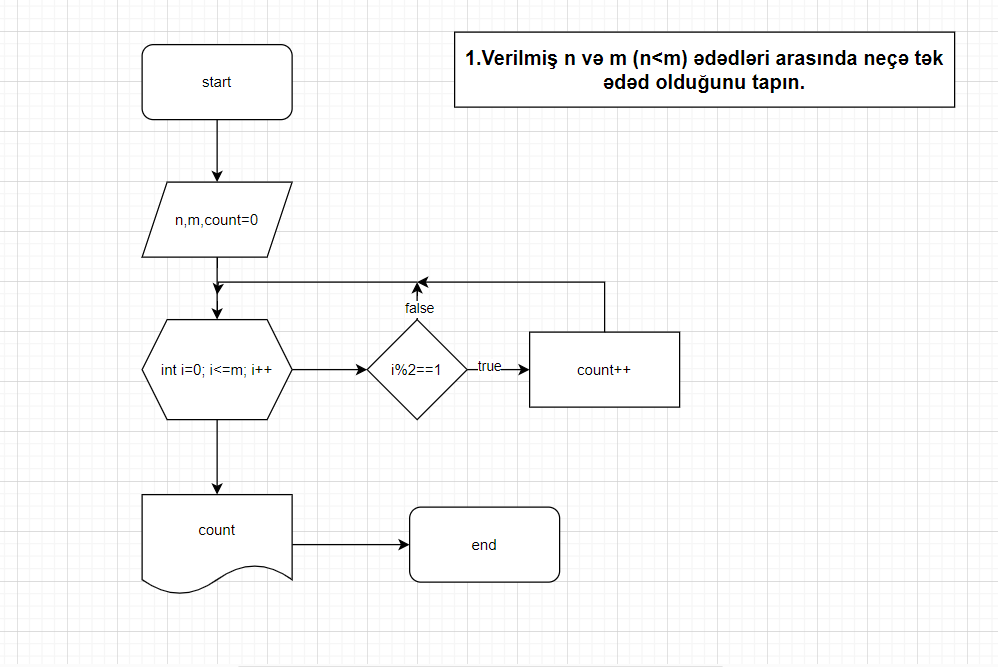 start
1.Verilmiş n və m (n<m) ədədləri arasında neçə tək
ədəd olduğunu tapın.
n,m,count=0
false
int i=0; i<=m; i++
i%2==1
true
count++
count
end